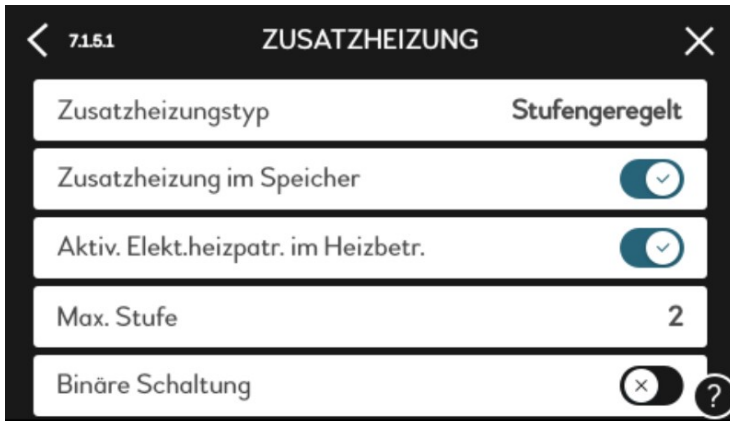 7.1.5.1 ZUSATZHEIZUNG
Zusatzheizungstyp Stufengeregelt
Zusatzheizung im Speicher
Aktiv. Elekt.heizpatr. im Heizbetr.
Max. Stufe 2
Binäre Schaltung
?